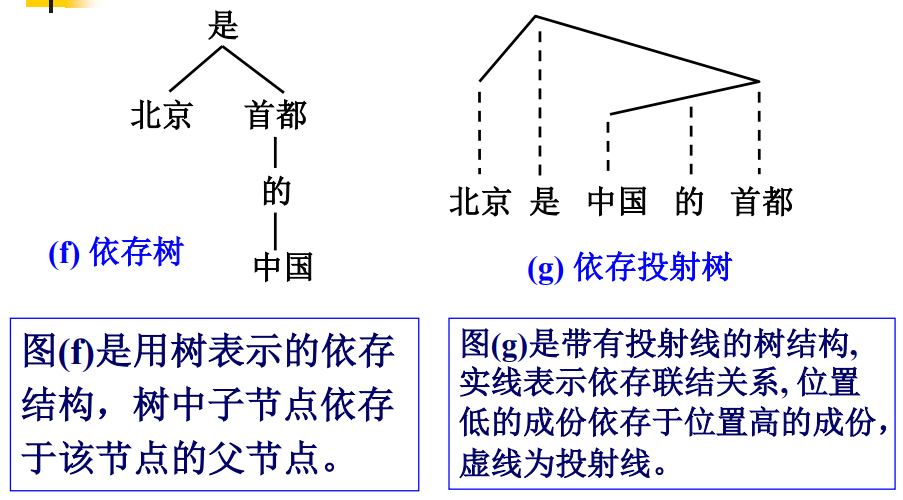 是
北京 首都
的
中国
(f) 依存树
北京 是 中国 的 首都
(g) 依存投射树
图(f)是用树表示的依存
结构，树中子节点依存
于该节点的父节点。
图(g)是带有投射线的树结构,
实线表示依存联结关系, 位置
低的成份依存于位置高的成份，
虚线为投射线。